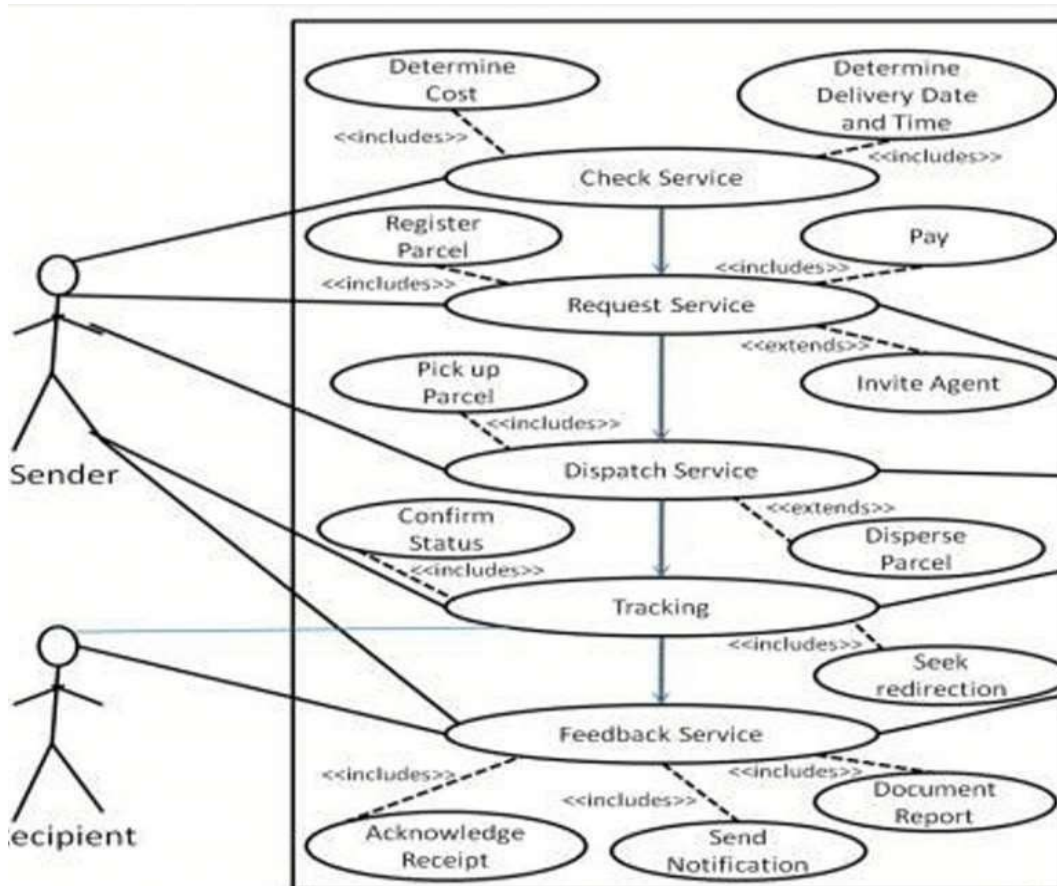 Determine
Cost
Determine
Delivery Date
and Time
<<includes>>
<<includes>>
Check Service
Register
Parcel
Pay
<<includes>>
<<includes>>
Request Service
<<extends>>
Pick up
Parcel
Invite Agent
<<includes>>
Sender
Dispatch Service
<<extends>>
Confirm
Status
Disperse
Parcel
<<includes>>
Tracking
<<includes>>
Seek
redirection
Feedback Service
<<includes>>
<<includes>>
<<includes>>
Document
Report
ecipient
Acknowledge
Receipt
Send
Notification